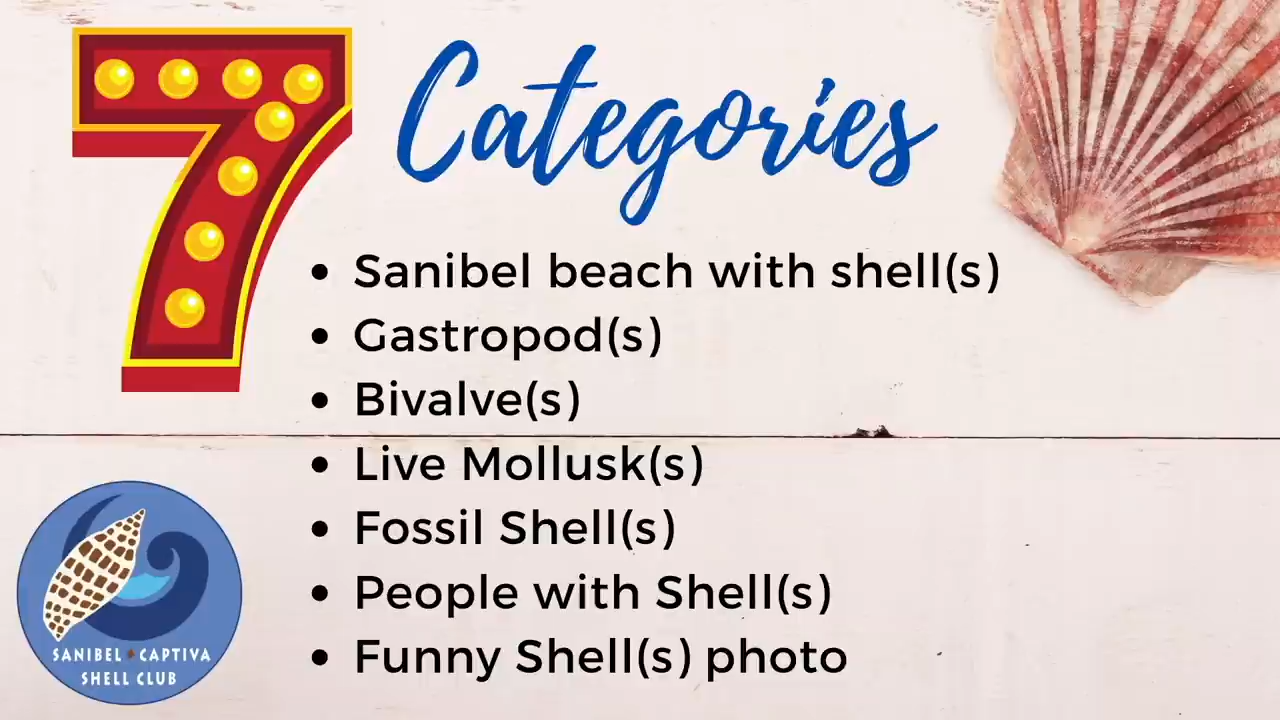 7 Categories
Sanibel beach with shell(s)
Gastropod(s)
Bivalve(s)
Live Mollusk(s)
Fossil Shell(s)
People with Shell(s)
Funny Shell(s) photo
SANIBEL CAPTIVA
SHELL CLUB